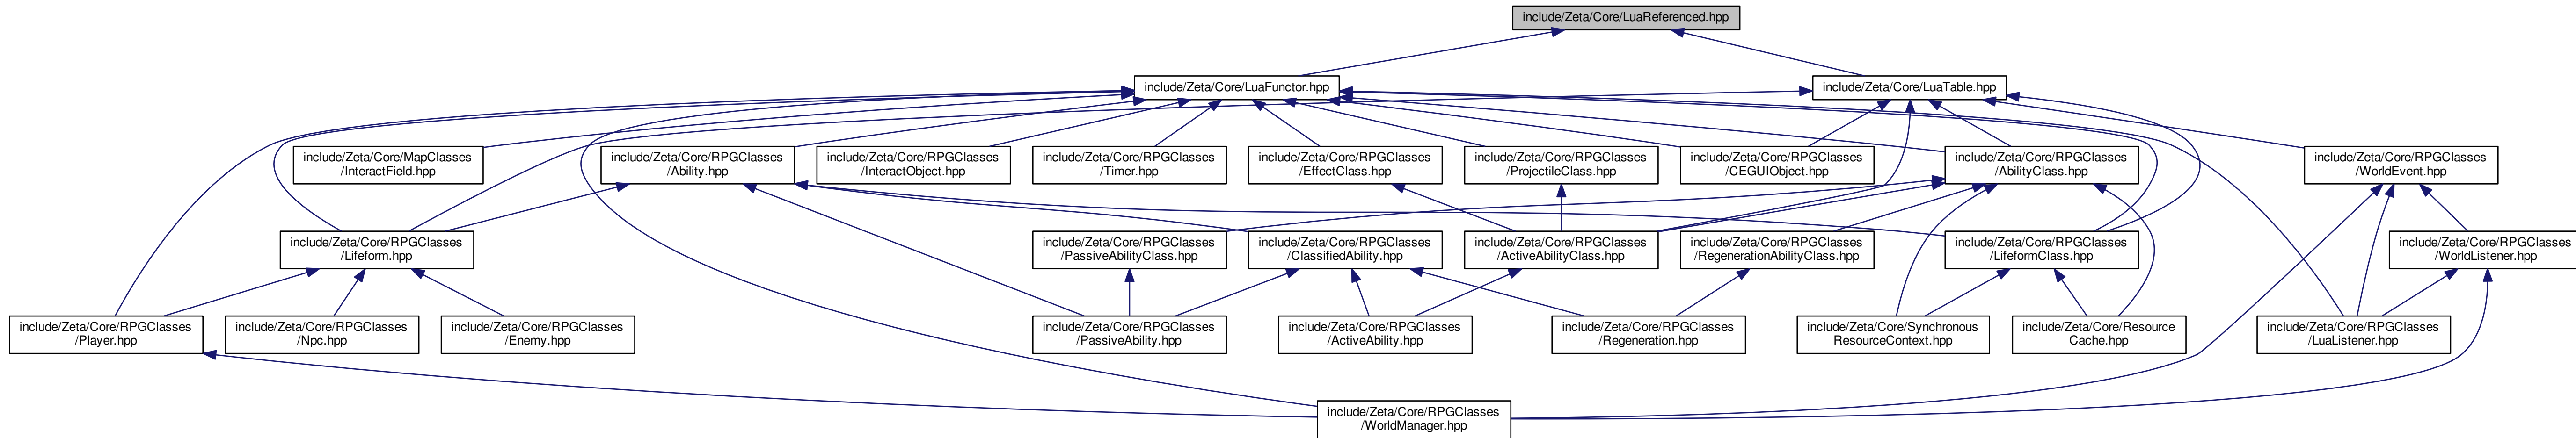 include/Zeta/Core/LuaReferenced.hpp
include/Zeta/Core/LuaFunctor.hpp
include/Zeta/Core/LuaTable.hpp
include/Zeta/Core/MapClasses
/InteractField.hpp
include/Zeta/Core/RPGClasses
/Ability.hpp
include/Zeta/Core/RPGClasses
/InteractObject.hpp
include/Zeta/Core/RPGClasses
/Timer.hpp
include/Zeta/Core/RPGClasses
/EffectClass.hpp
include/Zeta/Core/RPGClasses
/ProjectileClass.hpp
include/Zeta/Core/RPGClasses
/CEGUIObject.hpp
include/Zeta/Core/RPGClasses
/AbilityClass.hpp
include/Zeta/Core/RPGClasses
/WorldEvent.hpp
include/Zeta/Core/RPGClasses
/Lifeform.hpp
include/Zeta/Core/RPGClasses
/PassiveAbilityClass.hpp
include/Zeta/Core/RPGClasses
/ClassifiedAbility.hpp
include/Zeta/Core/RPGClasses
/ActiveAbilityClass.hpp
include/Zeta/Core/RPGClasses
/RegenerationAbilityClass.hpp
include/Zeta/Core/RPGClasses
/LifeformClass.hpp
include/Zeta/Core/RPGClasses
/WorldListener.hpp
include/Zeta/Core/RPGClasses
/Player.hpp
include/Zeta/Core/RPGClasses
/Npc.hpp
include/Zeta/Core/RPGClasses
/Enemy.hpp
include/Zeta/Core/RPGClasses
/PassiveAbility.hpp
include/Zeta/Core/RPGClasses
/ActiveAbility.hpp
include/Zeta/Core/RPGClasses
/Regeneration.hpp
include/Zeta/Core/Synchronous
ResourceContext.hpp
include/Zeta/Core/Resource
Cache.hpp
include/Zeta/Core/RPGClasses
/LuaListener.hpp
include/Zeta/Core/RPGClasses
/WorldManager.hpp